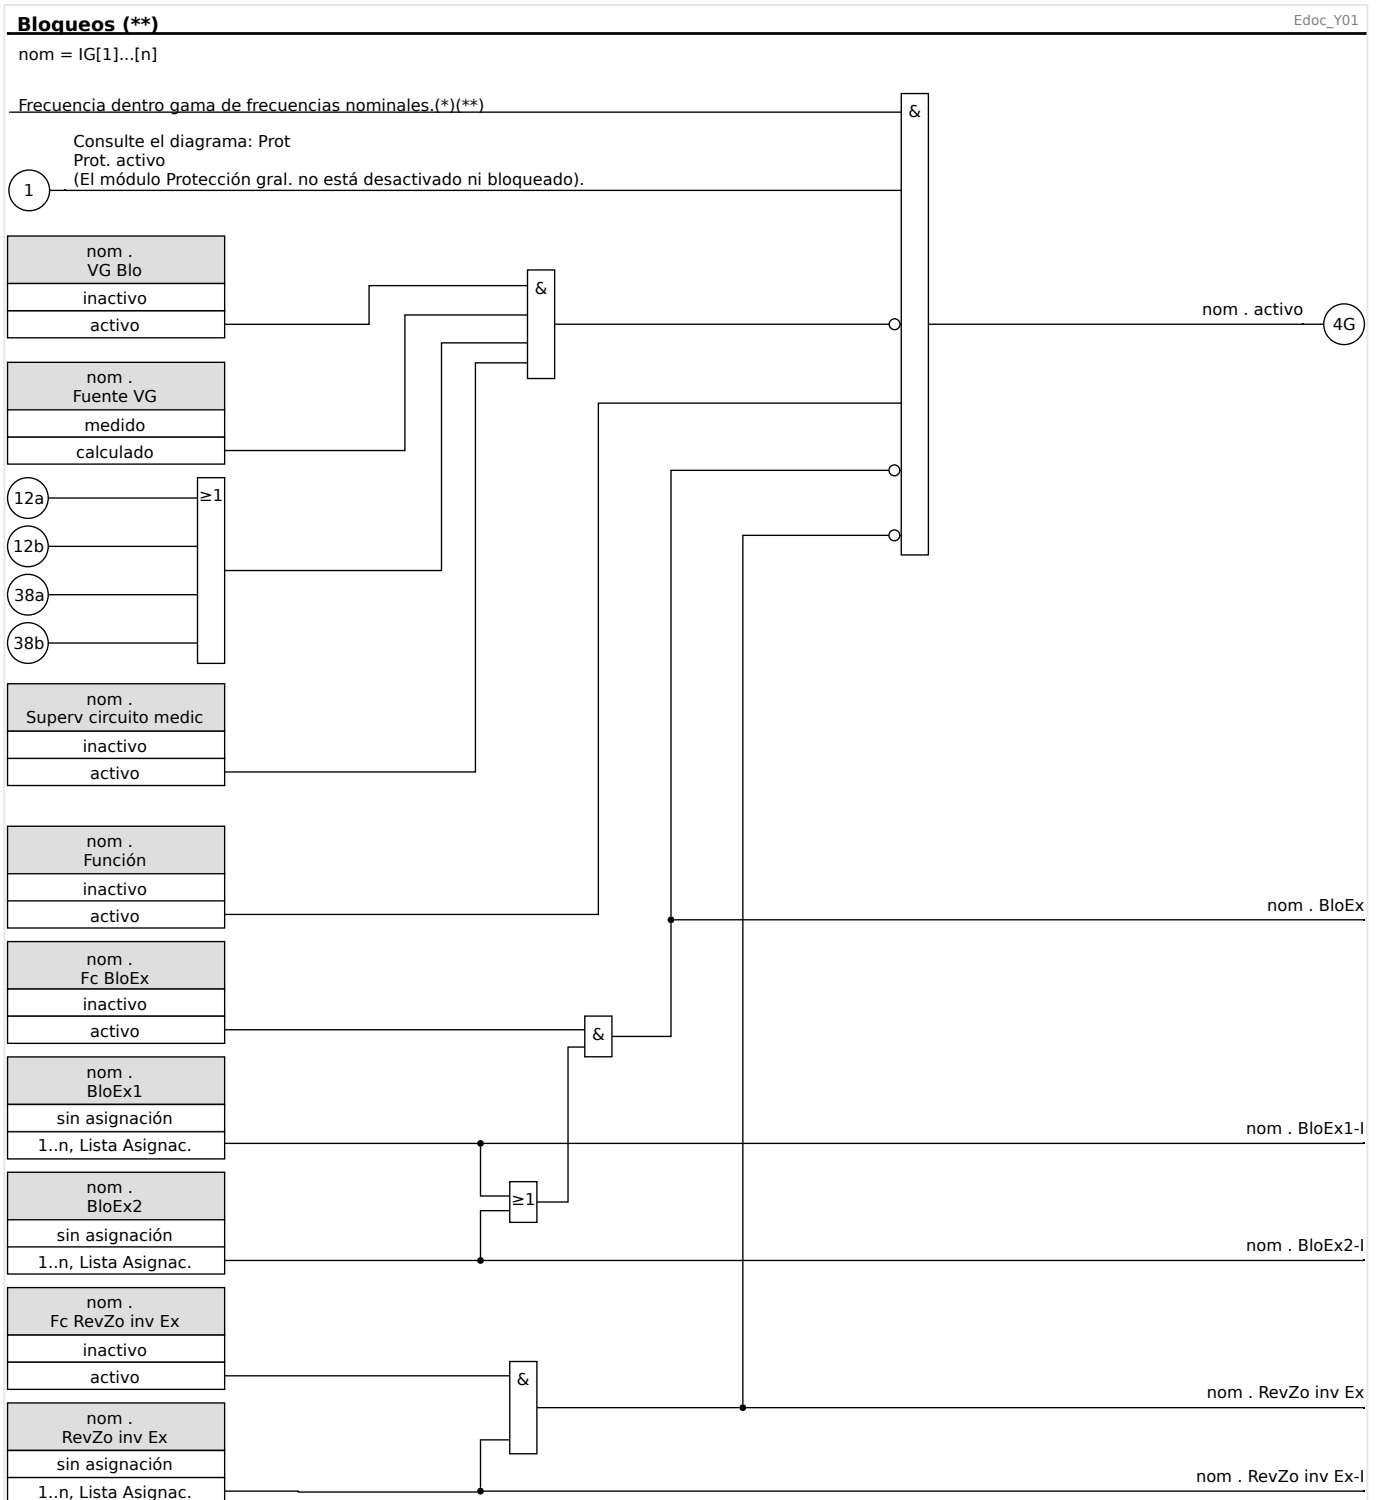 Bloqueos (**)
Edoc_Y01
nom = IG[1]...[n]
Frecuencia dentro gama de frecuencias nominales.(*)(**)
&
Consulte el diagrama: Prot
Prot. activo
(El módulo Protección gral. no está desactivado ni bloqueado).
1
nom .
VG Blo
inactivo
activo
&
nom . activo
4G
nom .
Fuente VG
medido
calculado
12a
≥1
12b
38a
38b
nom .
Superv circuito medic
inactivo
activo
nom .
Función
inactivo
activo
nom . BloEx
nom .
Fc BloEx
inactivo
activo
&
nom .
BloEx1
sin asignación
1..n, Lista Asignac.
nom . BloEx1-I
nom .
BloEx2
≥1
sin asignación
1..n, Lista Asignac.
nom . BloEx2-I
nom .
Fc RevZo inv Ex
inactivo
activo
&
nom . RevZo inv Ex
nom .
RevZo inv Ex
sin asignación
1..n, Lista Asignac.
nom . RevZo inv Ex-I